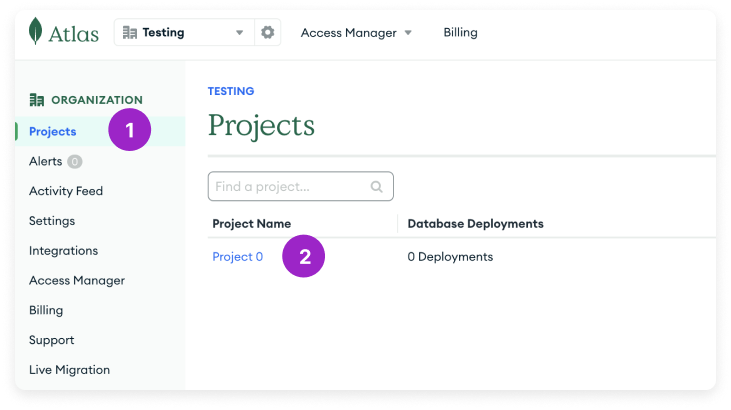 Atlas Testing Access Manager Billing
ORGANIZATION
Projects 1
Alerts 0
Activity Feed
Settings
Integrations
Access Manager
Billing
Support
Live Migration
TESTING
Projects
Find a project...
Project Name Database Deployments
Project 0 2 0 Deployments